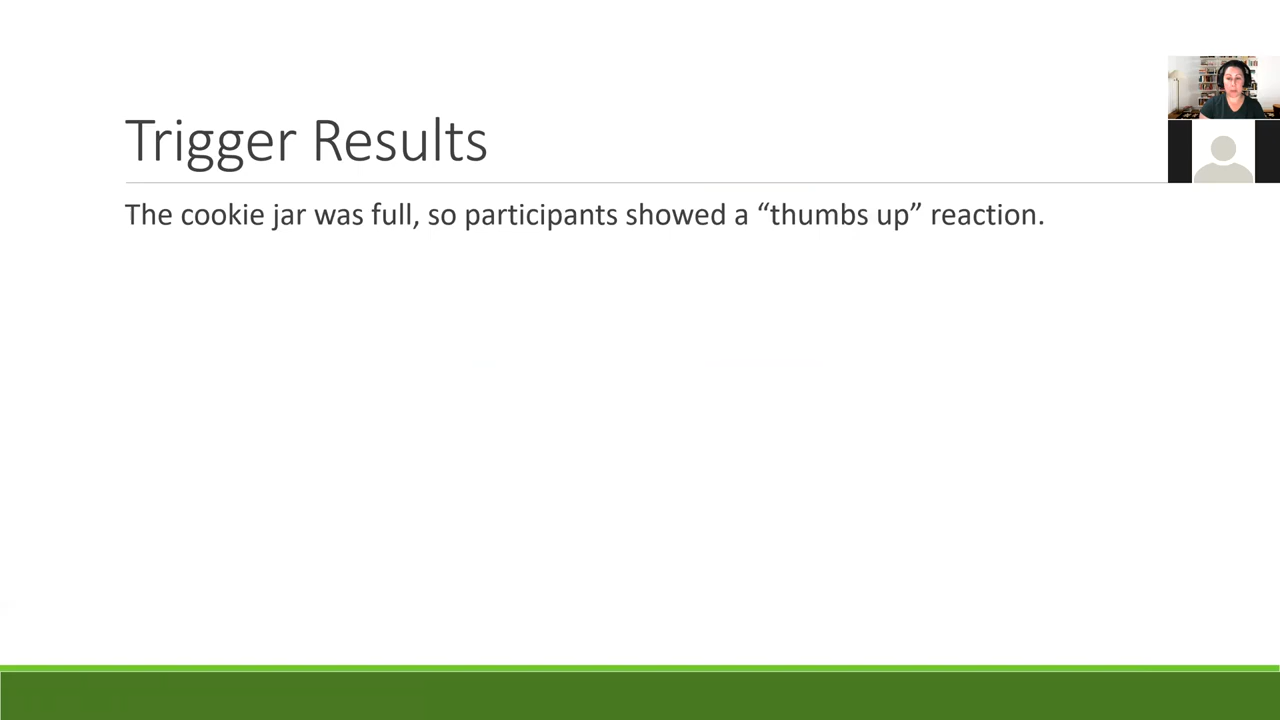 Trigger Results
The cookie jar was full, so participants showed a “thumbs up” reaction.